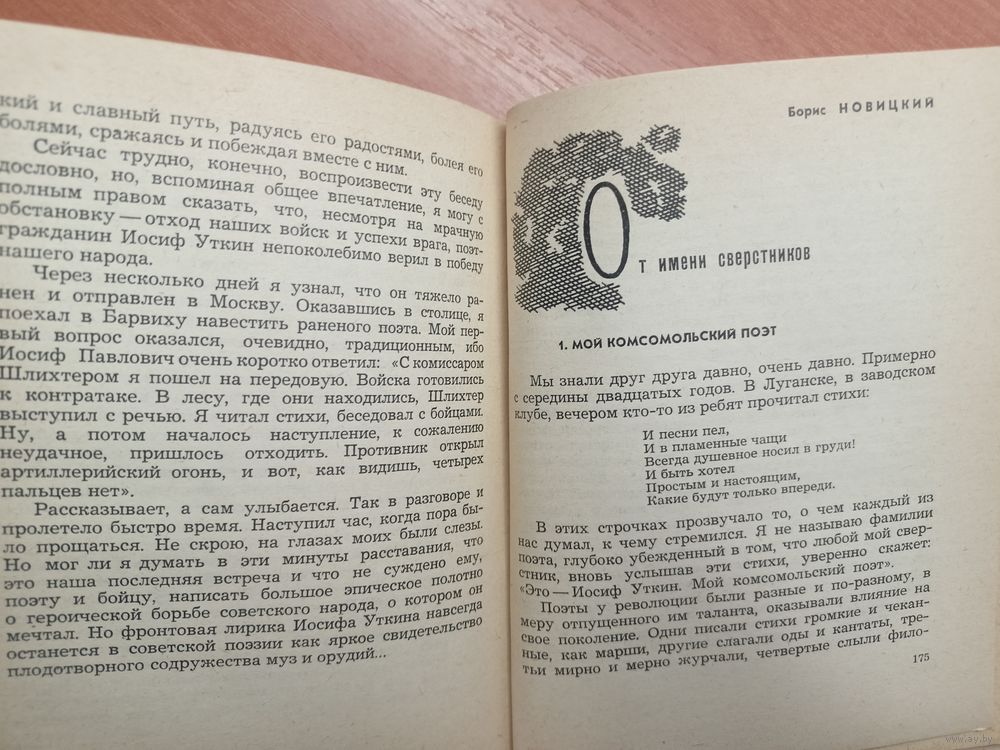 кий и славный путь, радуясь его радостями, болея его
болями, сражаясь и побеждая вместе с ним.
Сейчас трудно, конечно, воспроизвести эту беседу
дословно, но, вспоминая общее впечатление, я могу с
полным правом сказать, что, несмотря на мрачную
обстановку — отход наших войск и успехи врага, поэт-
гражданин Иосиф Уткин непоколебимо верил в победу
нашего народа.
Через несколько дней я узнал, что он тяжело ра-
нен и отправлен в Москву. Оказавшись в столице, я
поехал в Барвиху навестить раненого поэта. Мой пер-
вый вопрос оказался, очевидно, традиционным, ибо
Иосиф Павлович очень коротко ответил: «С комиссаром
Шлихтером я пошел на передовую. Войска готовились
к контратаке. В лесу, где они находились, Шлихтер
выступил с речью. Я читал стихи, беседовал с бойцами.
Ну, а потом началось наступление, к сожалению
неудачное, пришлось отходить. Противник открыл
артиллерийский огонь, и вот, как видишь, четырех
пальцев нет».
Рассказывает, а сам улыбается. Так в разговоре и
пролетело быстро время. Наступил час, когда пора бы-
ло прощаться. Не скрою, на глазах моих были слезы.
Но мог ли я думать в эти минуты расставания, что
это наша последняя встреча и что не суждено ему,
поэту и бойцу, написать большое эпическое полотно
о героической борьбе советского народа, о котором он
мечтал. Но фронтовая лирика Иосифа Уткина навсегда
останется в советской поэзии как яркое свидетельство
плодотворного содружества муз и орудий...
Борис НОВИЦКИЙ
От имени сверстников
1. МОЙ КОМСОМОЛЬСКИЙ ПОЭТ
Мы знали друг друга давно, очень давно. Примерно
с середины двадцатых годов. В Луганске, в заводском
клубе, вечером кто-то из ребят прочитал стихи:
И песни пел,
И в пламенные чащи
Всегда душевное носил в груди!
И быть хотел
Простым и настоящим,
Какие будут только впереди.
В этих строчках прозвучало то, о чем каждый из
нас думал, к чему стремился. Я не называю фамилии
поэта, глубоко убежденный в том, что любой мой свер-
стник, вновь услышав эти стихи, уверенно скажет:
«Это — Иосиф Уткин. Мой комсомольский поэт».
Поэты у революции были разные и по-разному, в
меру отпущенного им таланта, оказывали влияние на
свое поколение. Одни писали стихи громкие и чекан-
ные, как марши, другие слагали оды и кантаты, тре-
тьи мирно и мерно журчали, четвертые слыли фило-
175
www.ay.by